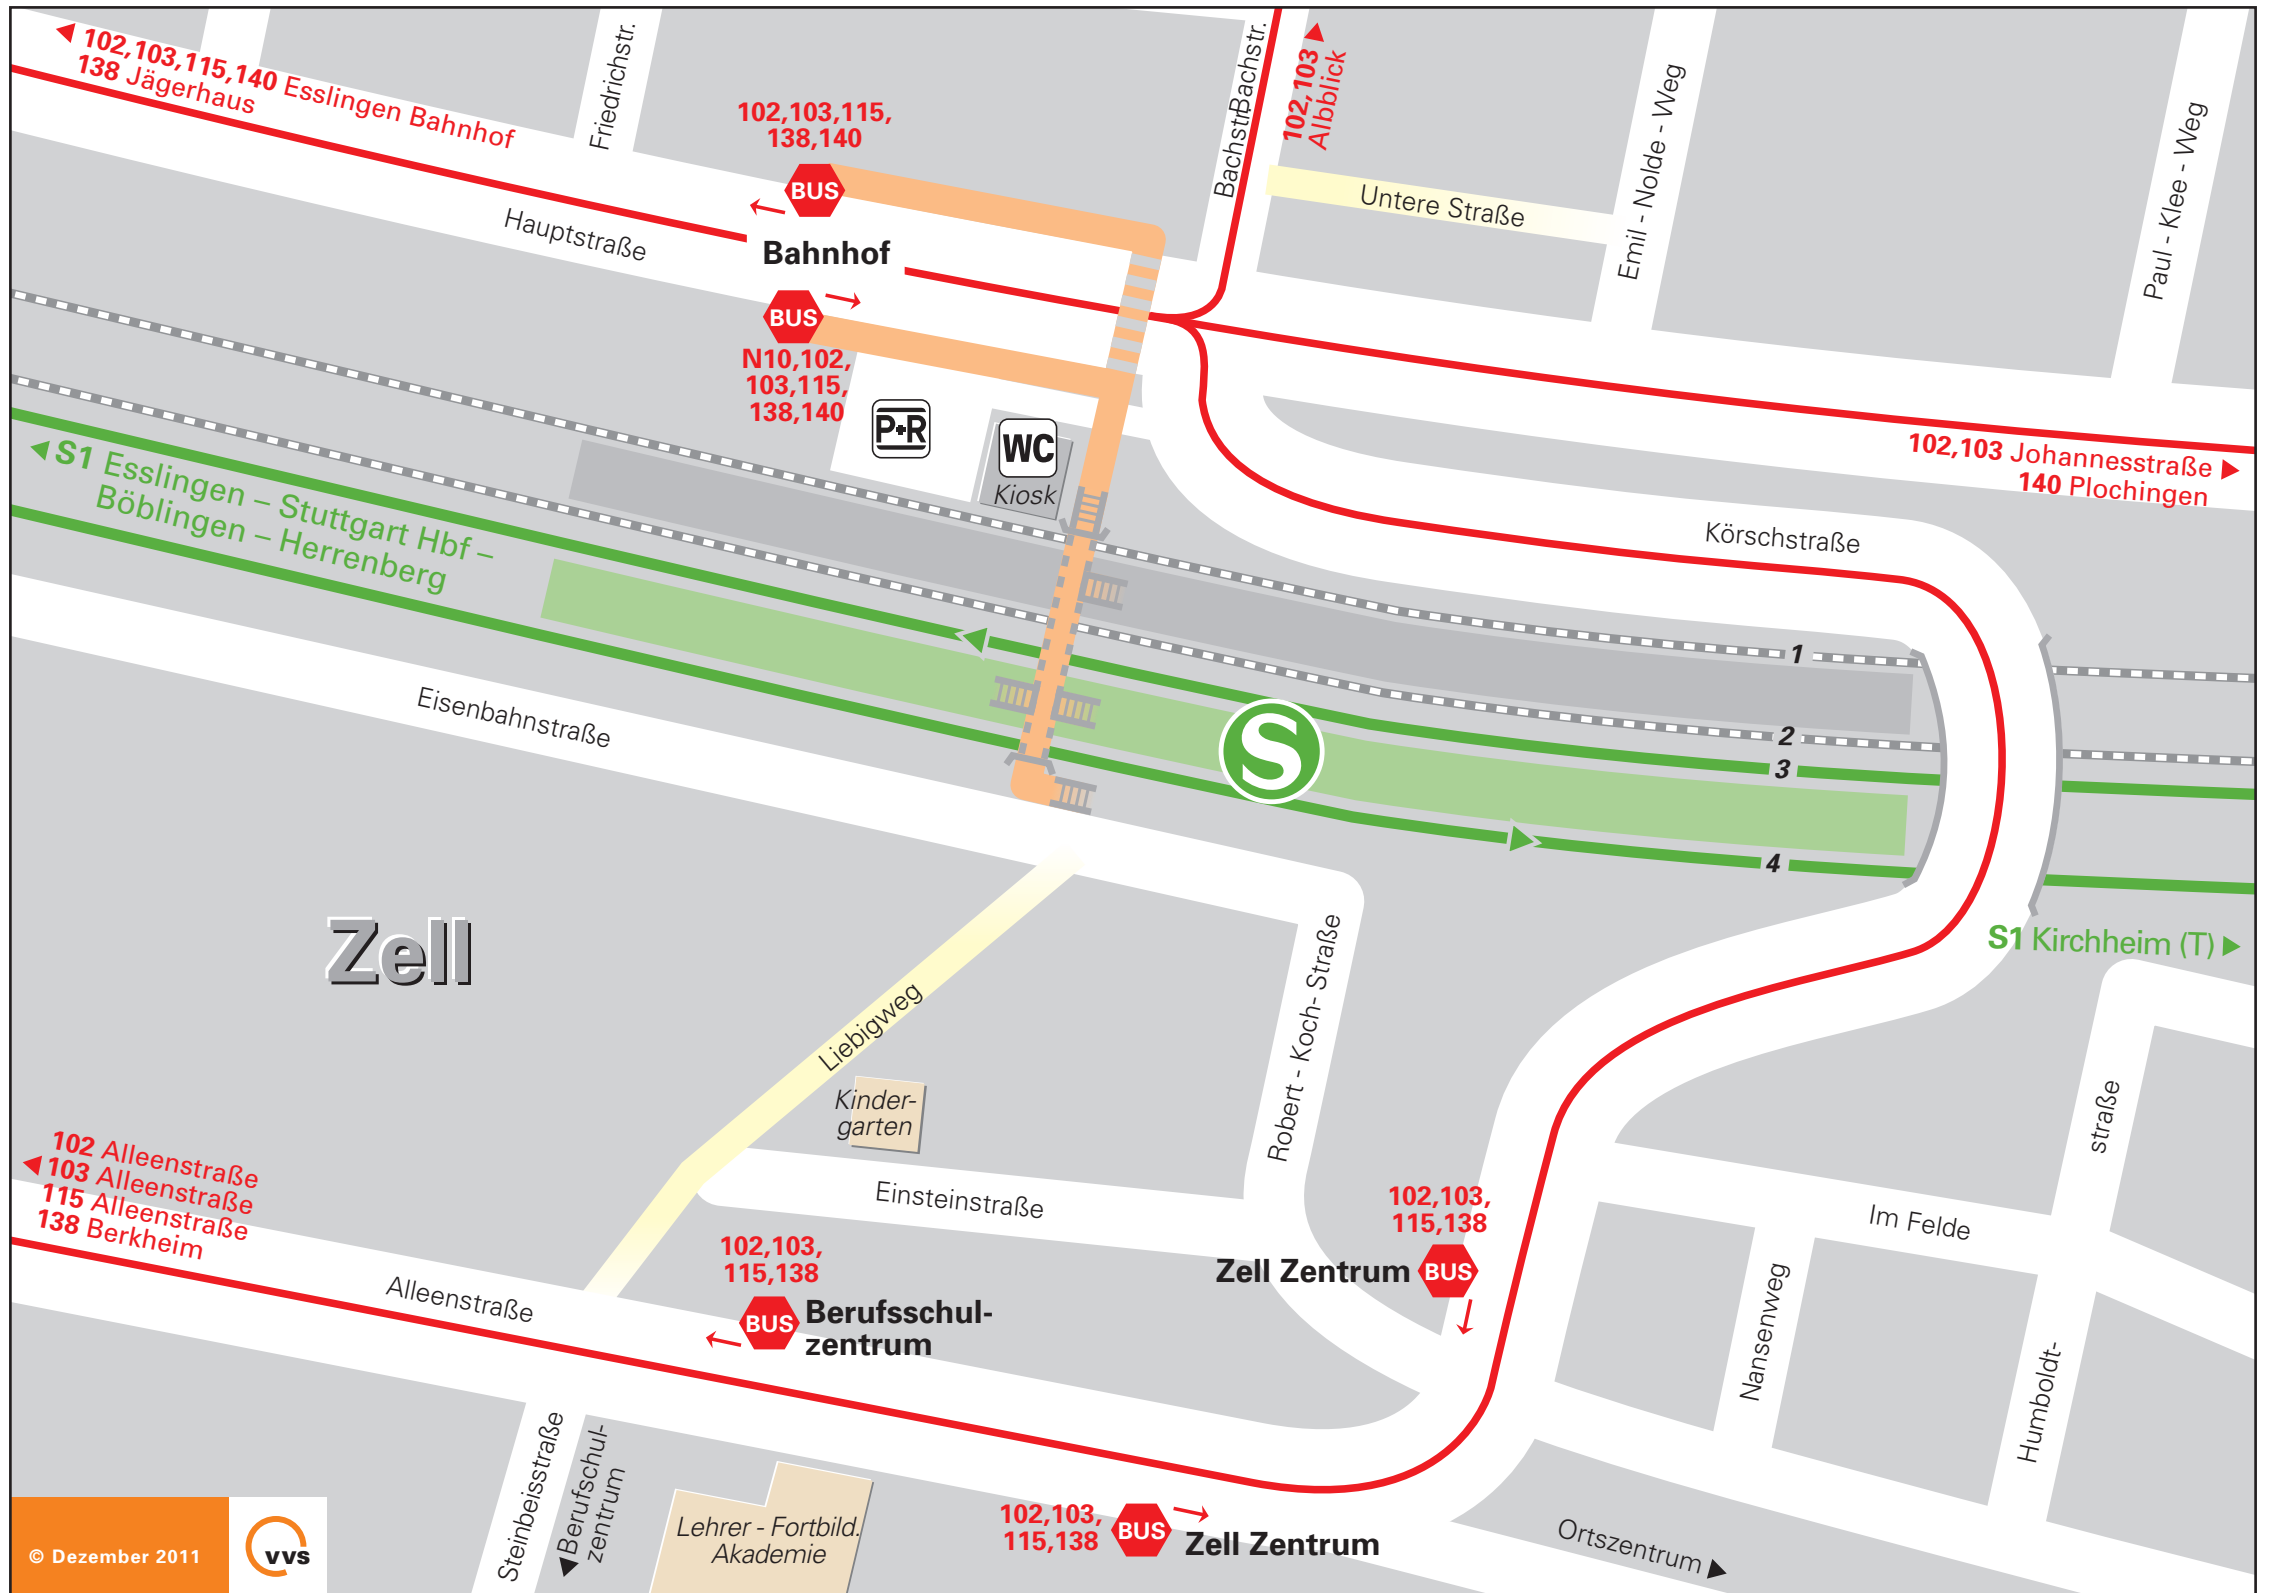 102,103,115,140 Esslingen Bahnhof
138 Jägerhaus
Friedrichstr.
102,103,115,
138,140
BUS
Bahnhof
Hauptstraße
BUS
N10,102,
103,115,
138,140
P+R
WC
Kiosk
Bachstr.
Bachstr.
102,103
Albblick
Untere Straße
Emil - Nolde - Weg
Paul - Klee - Weg
102,103 Johannesstraße
140 Plochingen
Körschstraße
S1 Esslingen – Stuttgart Hbf –
Böblingen – Herrenberg
1
2
3
4
S
S1 Kirchheim (T)
Eisenbahnstraße
Zell
Liebigweg
Kinder-
garten
Robert - Koch- Straße
Einsteinstraße
102 Alleenstraße
103 Alleenstraße
115 Alleenstraße
138 Berkheim
Alleenstraße
102,103,
115,138
BUS
Berufsschul-
zentrum
102,103,
115,138
Zell Zentrum
BUS
Im Felde
Nansenweg
Humboldt-
straße
Steinbeisstraße
Berufschul-
zentrum
Lehrer - Fortbild.
Akademie
102,103,
115,138
BUS
Zell Zentrum
Ortszentrum
© Dezember 2011
vvs